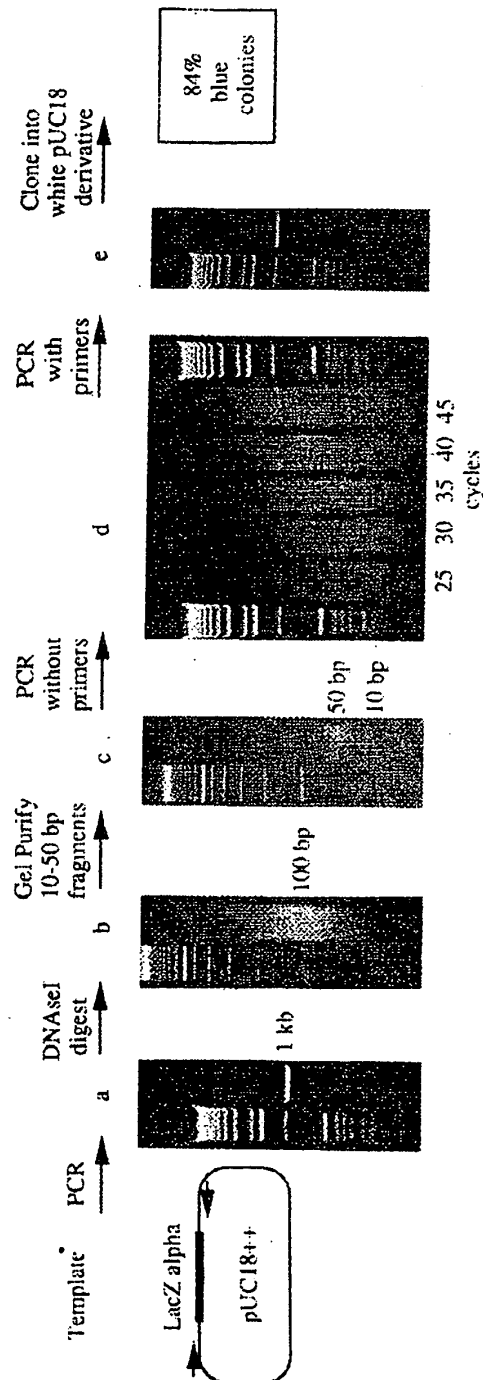 Template
LacZ alpha
pUC18++
PCR
a
1 kb
DNAseI
digest
b
100 bp
Gel Purify
10-50 bp
fragments
c
50 bp
10 bp
PCR
without
primers
d
25 30 35 40 45
cycles
PCR
with
primers
e
Clone into
white pUC18
derivative
84%
blue
colonies